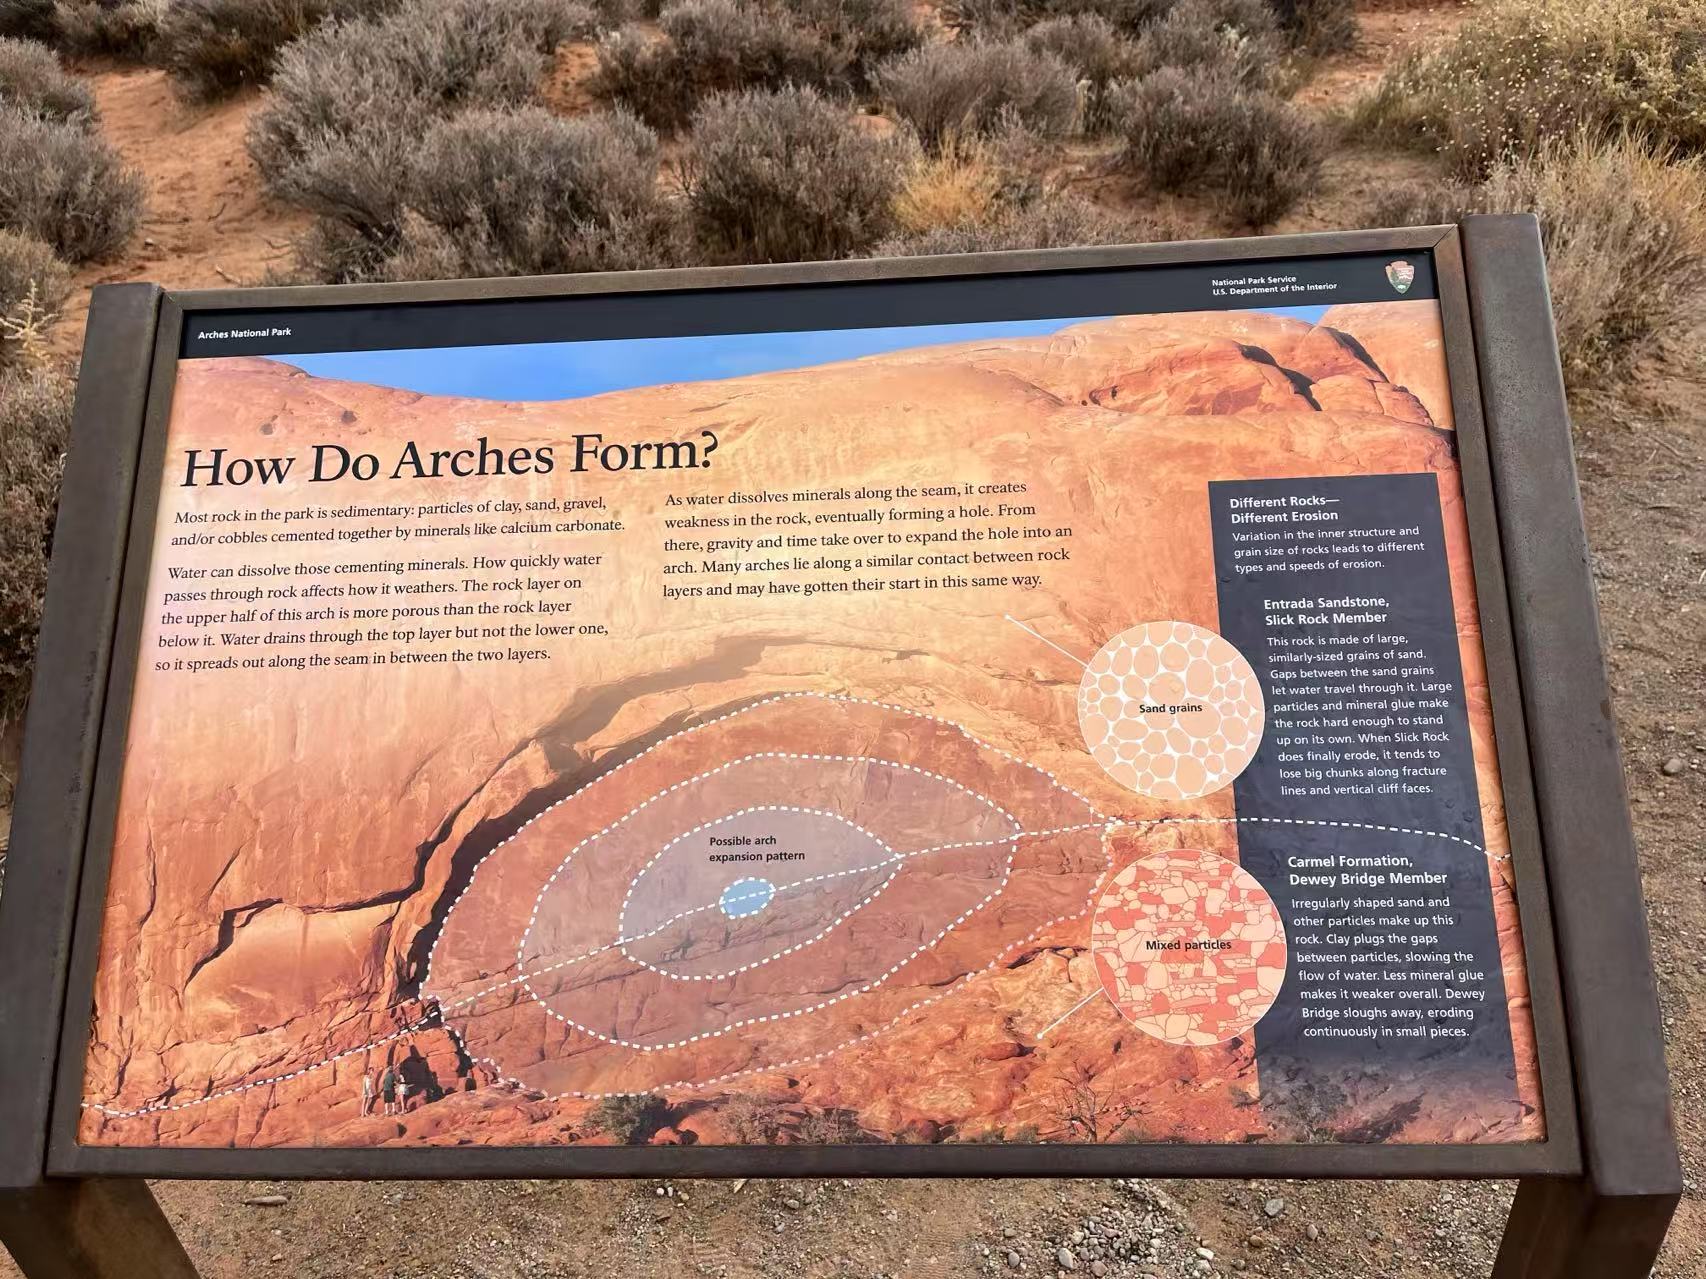 Arches National Park
National Park Service
U.S. Department of the Interior
How Do Arches Form?
Most rock in the park is sedimentary: particles of clay, sand, gravel,
and/or cobbles cemented together by minerals like calcium carbonate.
Water can dissolve those cementing minerals. How quickly water
passes through rock affects how it weathers. The rock layer on
the upper half of this arch is more porous than the rock layer
below it. Water drains through the top layer but not the lower one,
so it spreads out along the seam in between the two layers.
As water dissolves minerals along the seam, it creates
weakness in the rock, eventually forming a hole. From
there, gravity and time take over to expand the hole into an
arch. Many arches lie along a similar contact between rock
layers and may have gotten their start in this same way.
Possible arch
expansion pattern
Different Rocks—
Different Erosion
Variation in the inner structure and
grain size of rocks leads to different
types and speeds of erosion.
Sand grains
Entrada Sandstone,
Slick Rock Member
This rock is made of large,
similarly-sized grains of sand.
Gaps between the sand grains
let water travel through it. Large
particles and mineral glue make
the rock hard enough to stand
up on its own. When Slick Rock
does finally erode, it tends to
lose big chunks along fracture
lines and vertical cliff faces.
Mixed particles
Carmel Formation,
Dewey Bridge Member
Irregularly shaped sand and
other particles make up this
rock. Clay plugs the gaps
between particles, slowing the
flow of water. Less mineral glue
makes it weaker overall. Dewey
Bridge sloughs away, eroding
continuously in small pieces.